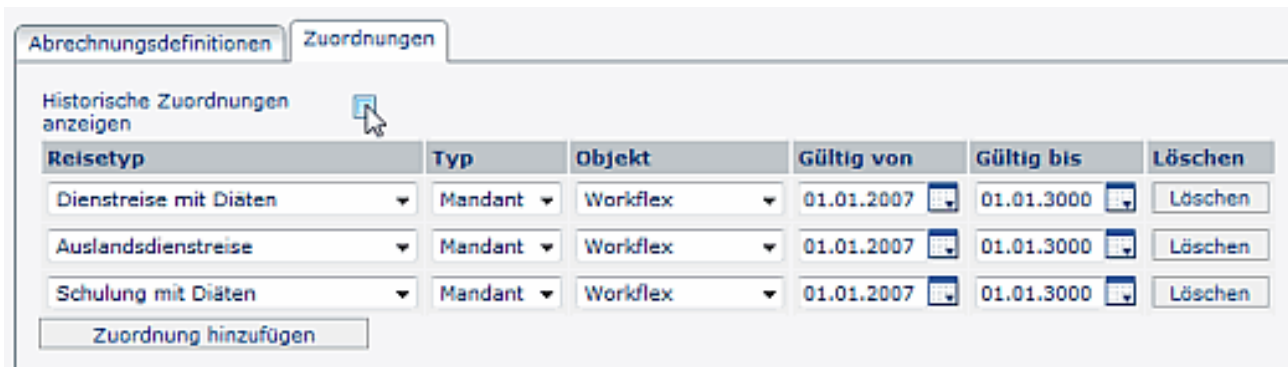 Abrechnungsdefinitionen Zuordnungen
Historische Zuordnungen
anzeigen
Reisetyp Typ Objekt Gültig von Gültig bis Löschen
Dienstreise mit Diäten Mandant Workflex 01.01.2007 01.01.3000 Löschen
Auslandsdienstreise Mandant Workflex 01.01.2007 01.01.3000 Löschen
Schulung mit Diäten Mandant Workflex 01.01.2007 01.01.3000 Löschen
Zuordnung hinzufügen